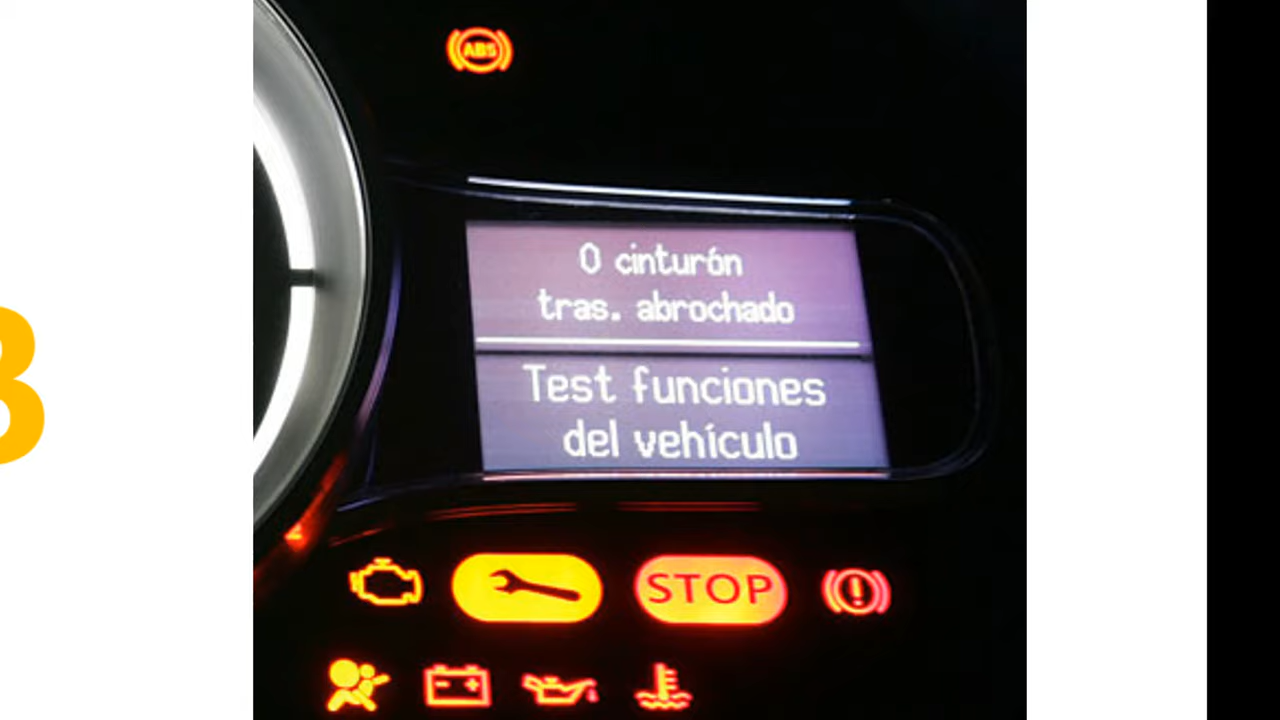 ABS
0 cinturón
tras. abrochado
Test funciones
del vehículo
STOP